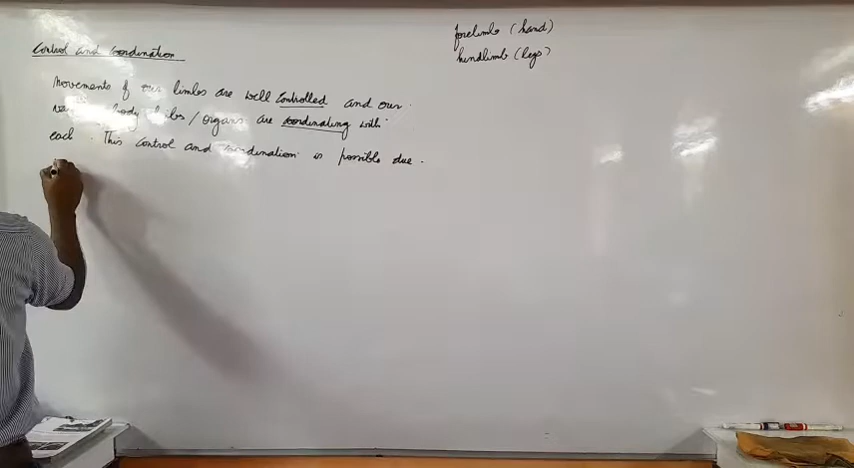 Control and Coordination
forelimb (hand)
hindlimb (legs)
Movements of our limbs are well controlled and our
body / organs are coordinating with
each . This control and coordination is possible due